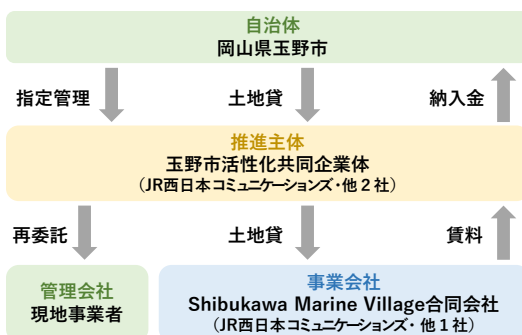 自治体
岡山県玉野市
指定管理
土地貸
納入金
推進主体
玉野市活性化共同企業体
（JR西日本コミュニケーションズ・他2社）
再委託
土地貸
賃料
管理会社
現地事業者
事業会社
Shibukawa Marine Village合同会社
（JR西日本コミュニケーションズ・他1社）